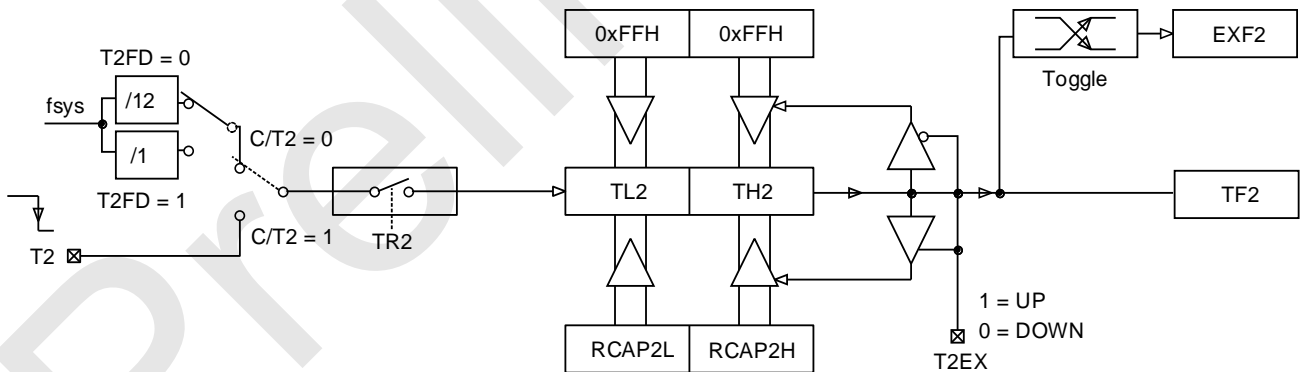 0xFFH 0xFFH
EXF2
T2FD = 0
Toggle
fsys
/12
C/T2 = 0
/1
TL2 TH2
TF2
T2FD = 1
C/T2 = 1
TR2
T2
1 = UP
0 = DOWN
RCAP2L RCAP2H
T2EX
Preli